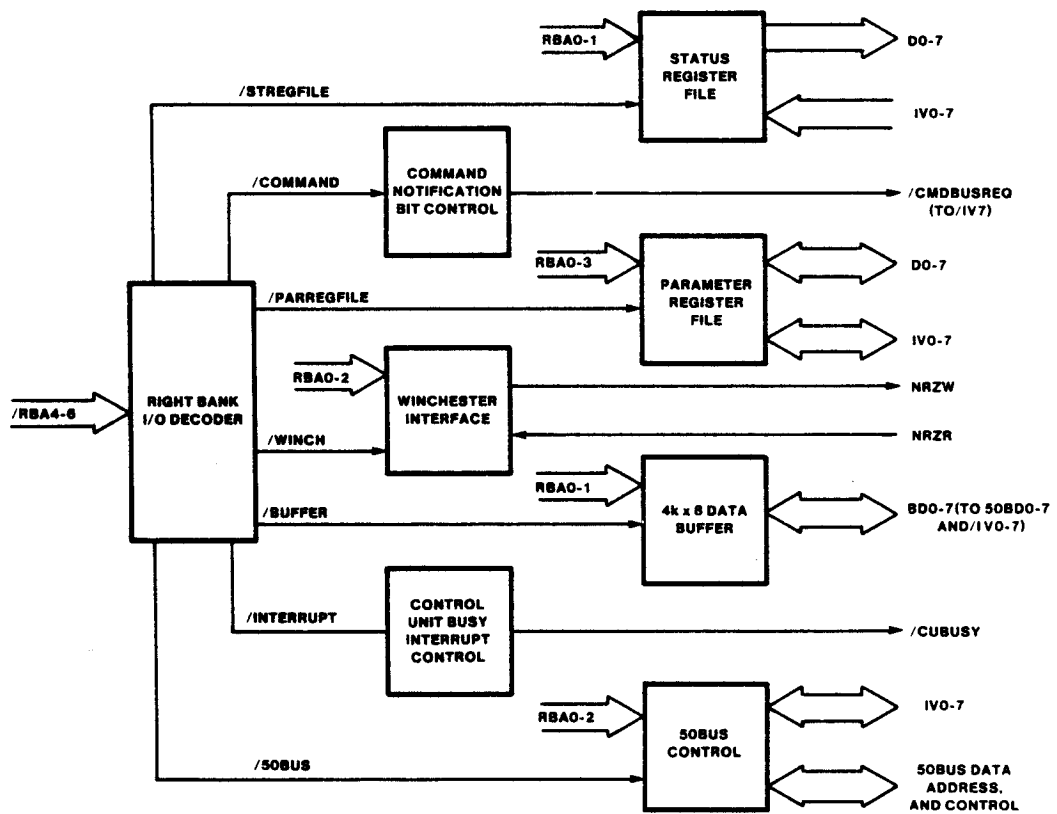 RBA0-1
STATUS
REGISTER
FILE
D0-7
IV0-7
/STREGFILE
/COMMAND
COMMAND
NOTIFICATION
BIT CONTROL
/CMDBUSREQ
(TO/IV7)
RBA0-3
PARAMETER
REGISTER
FILE
D0-7
IV0-7
/PARREGFILE
RBA0-2
WINCHESTER
INTERFACE
NRZW
NRZR
/RBA4-6
RIGHT BANK
I/O DECODER
/WINCH
RBA0-1
4k x 8 DATA
BUFFER
BD0-7(TO 50BD0-7
AND/IV0-7)
/BUFFER
/INTERRUPT
CONTROL
UNIT BUSY
INTERRUPT
CONTROL
/CUBUSY
RBA0-2
50BUS
CONTROL
IV0-7
/50BUS
50BUS DATA
ADDRESS,
AND CONTROL